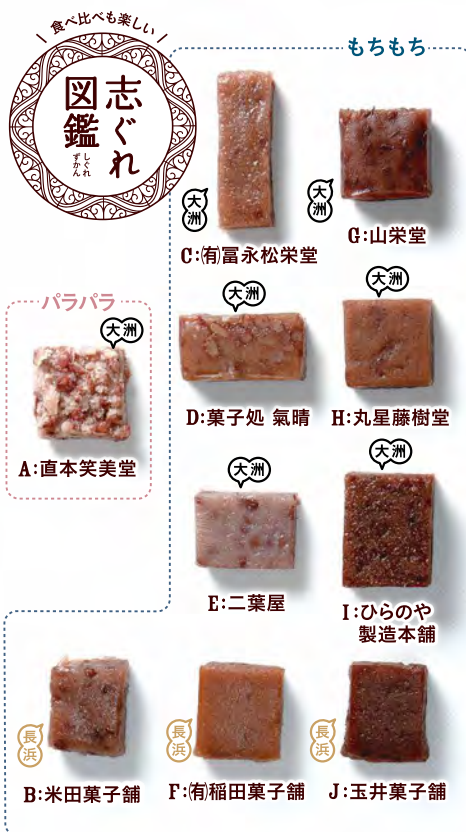 食べ比べも楽しい
志ぐれ
図鑑
しぐれ
ずかん
もちもち
大洲
C:㈲冨永松栄堂
大洲
G:山栄堂
パラパラ
大洲
A:直本笑美堂
大洲
D:菓子処 氣晴
大洲
H:丸星藤樹堂
大洲
E:二葉屋
大洲
I:ひらのや
製造本舗
長浜
B:米田菓子舗
長浜
F:㈲稲田菓子舗
長浜
J:玉井菓子舗